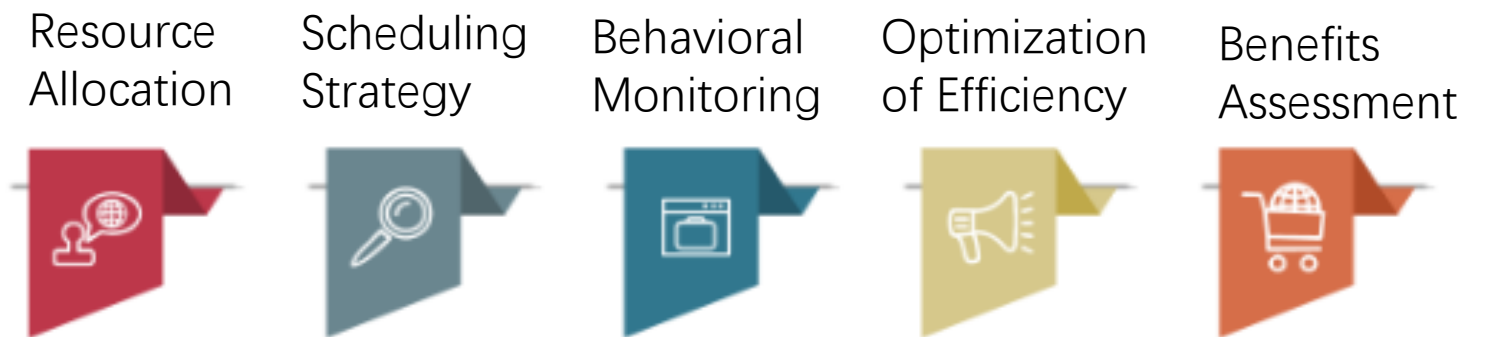 Resource
Allocation
Scheduling
Strategy
Behavioral
Monitoring
Optimization
of Efficiency
Benefits
Assessment